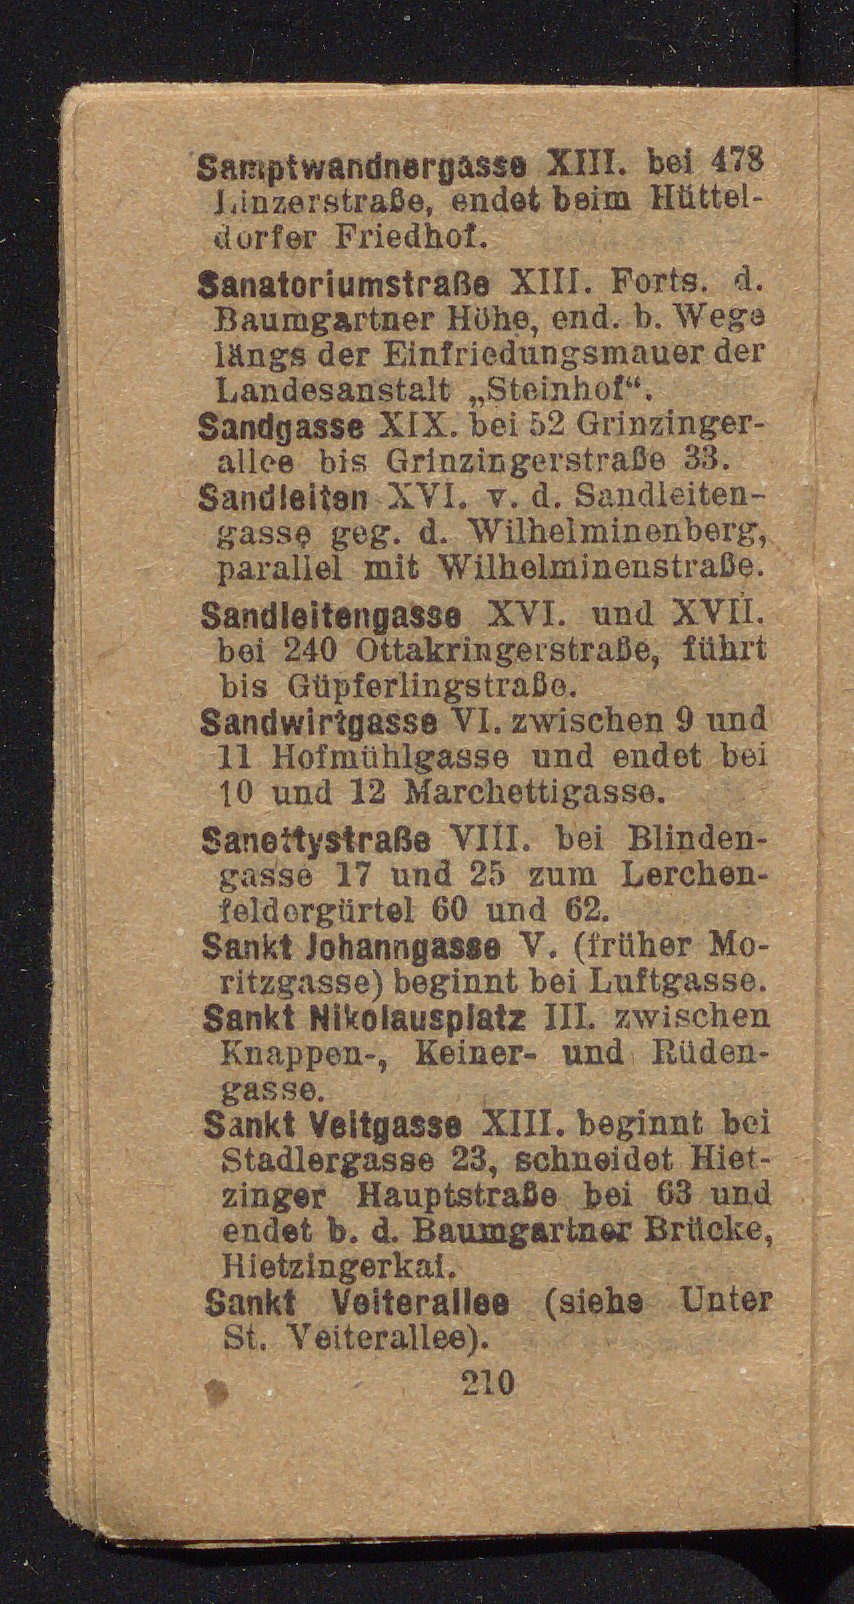 Samptwandnergasse XIII. bei 478
Linzerstraße, endet beim Hüttel-
dorfer Friedhof.
Sanatoriumstraße XIII. Forts. d.
Baumgartner Höhe, end. b. Wege
längs der Einfriedungsmauer der
Landesanstalt „Steinhof“.
Sandgasse XIX. bei 52 Grinzinger-
allee bis Grinzingerstraße 33.
Sandleiten XVI. v. d. Sandleiten-
gasse geg. d. Wilhelminenberg,
parallel mit Wilhelminenstraße.
Sandleitengasse XVI. und XVII.
bei 240 Ottakringerstraße, führt
bis Güpferlingstraße.
Sandwirtgasse VI. zwischen 9 und
11 Hofmühlgasse und endet bei
10 und 12 Marchettigasse.
Sanettystraße VIII. bei Blinden-
gasse 17 und 25 zum Lerchen-
feldergürtel 60 und 62.
Sankt Johanngasse V. (früher Mo-
ritzgasse) beginnt bei Luftgasse.
Sankt Nikolausplatz III. zwischen
Knappen-, Keiner- und Rüden-
gasse.
Sankt Veitgasse XIII. beginnt bei
Stadlergasse 23, schneidet Hiet-
zinger Hauptstraße bei 63 und
endet b. d. Baumgartner Brücke,
Hietzingerkai.
Sankt Veiterallee (siehe Unter
St. Veiterallee).
210